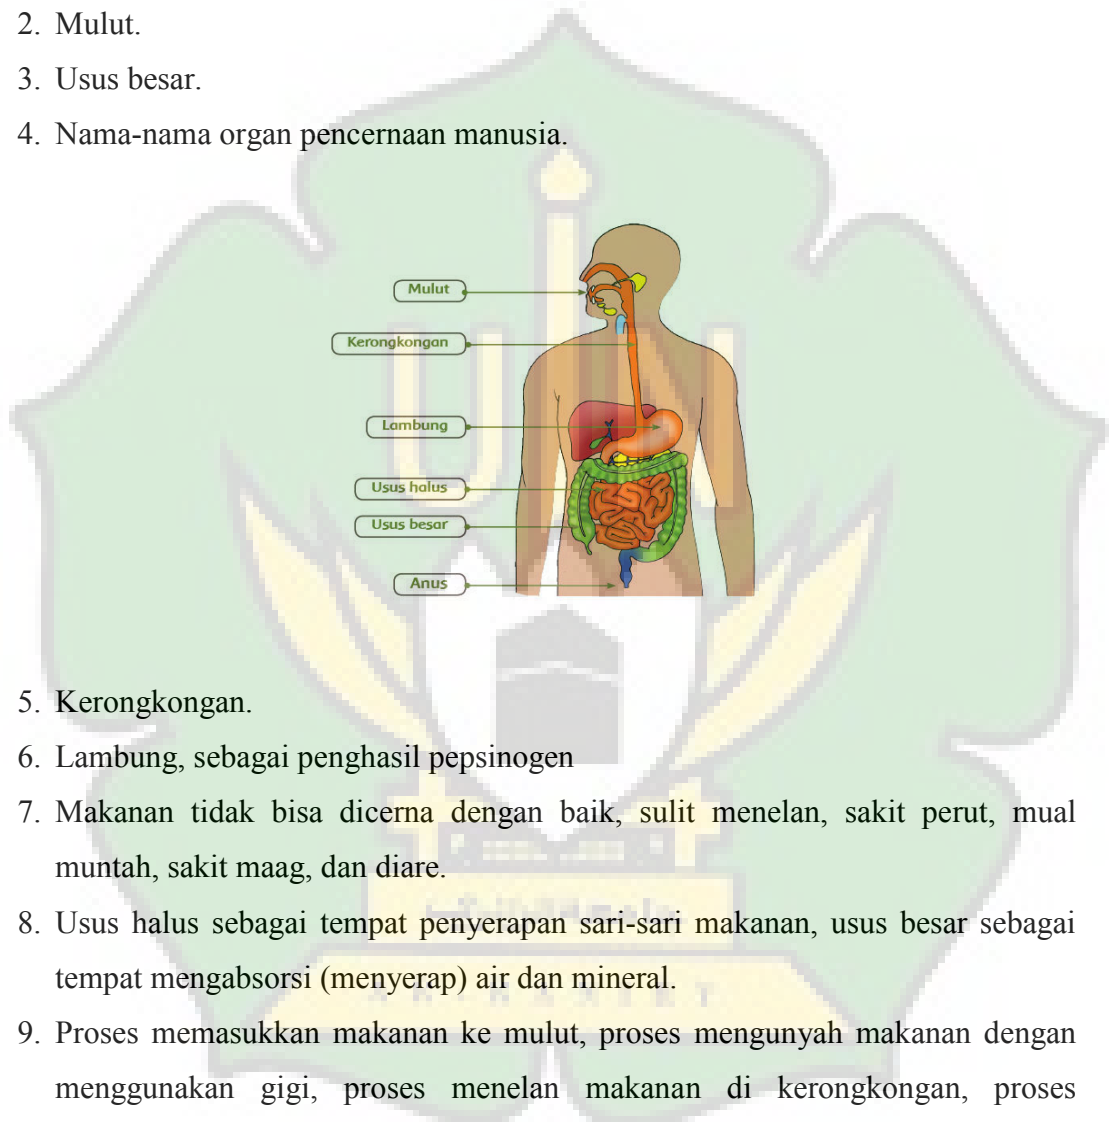 2. Mulut.
3. Usus besar.
4. Nama-nama organ pencernaan manusia.
Mulut
Kerongkongan
Lambung
Usus halus
Usus besar
Anus
5. Kerongkongan.
6. Lambung, sebagai penghasil pepsinogen
7. Makanan tidak bisa dicerna dengan baik, sulit menelan, sakit perut, mual
muntah, sakit maag, dan diare.
8. Usus halus sebagai tempat penyerapan sari-sari makanan, usus besar sebagai
tempat mengabsorsi (menyerap) air dan mineral.
9. Proses memasukkan makanan ke mulut, proses mengunyah makanan dengan
menggunakan gigi, proses menelan makanan di kerongkongan, proses